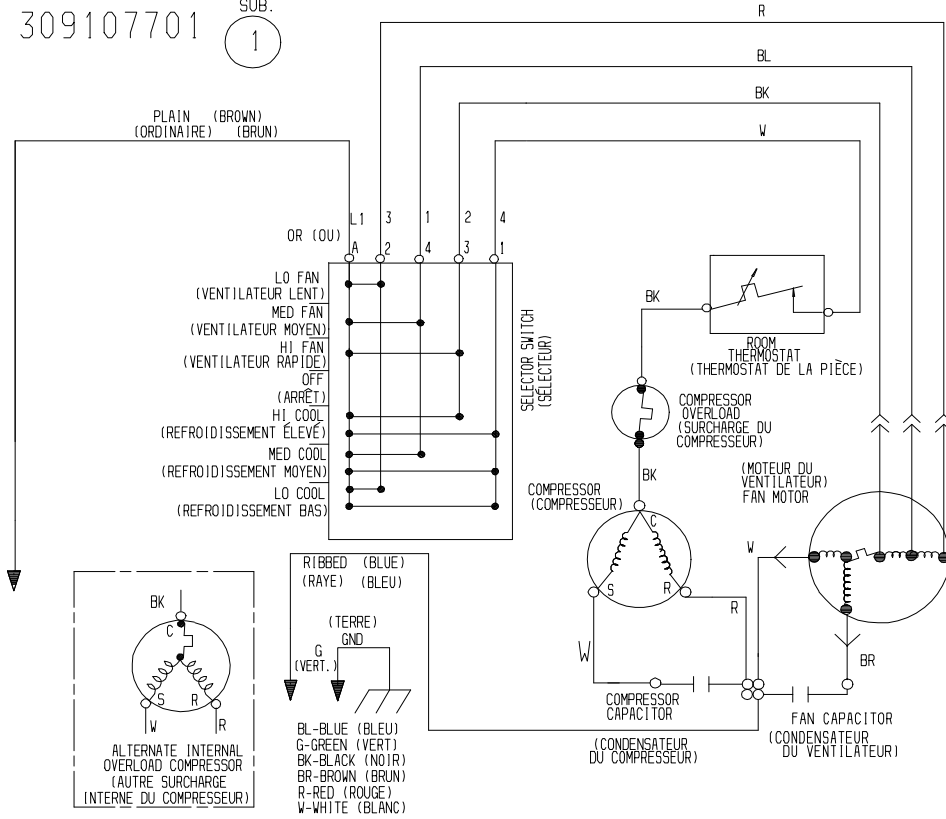 309107701
SUB.
1
R
BL
BK
W
PLAIN (BROWN)
(ORDINAIRE) (BRUN)
L1 3 1 2 4
OR (OU)
A 2 4 3 1
LO FAN
(VENTILATEUR LENT)
MED FAN
(VENTILATEUR MOYEN)
HI FAN
(VENTILATEUR RAPIDE)
OFF
(ARRÊT)
HI COOL
(REFROIDISSEMENT ÉLEVÉ)
MED COOL
(REFROIDISSEMENT MOYEN)
LO COOL
(REFROIDISSEMENT BAS)
SELECTOR SWITCH
(SÉLECTEUR)
BK
ROOM
THERMOSTAT
(THERMOSTAT DE LA PIÈCE)
COMPRESSOR
OVERLOAD
(SURCHARGE DU
COMPRESSEUR)
BK
COMPRESSOR
(COMPRESSEUR)
C
S
R
(MOTEUR DU
VENTILATEUR)
FAN MOTOR
W
R
W
BR
COMPRESSOR
CAPACITOR
(CONDENSATEUR
DU COMPRESSEUR)
FAN CAPACITOR
(CONDENSATEUR
DU VENTILATEUR)
RIBBED (BLUE)
(RAYE) (BLEU)
(TERRE)
GND
G
(VERT.)
BL-BLUE (BLEU)
G-GREEN (VERT)
BK-BLACK (NOIR)
BR-BROWN (BRUN)
R-RED (ROUGE)
W-WHITE (BLANC)
BK
C
S
R
W
R
ALTERNATE INTERNAL
OVERLOAD COMPRESSOR
(AUTRE SURCHARGE
INTERNE DU COMPRESSEUR)